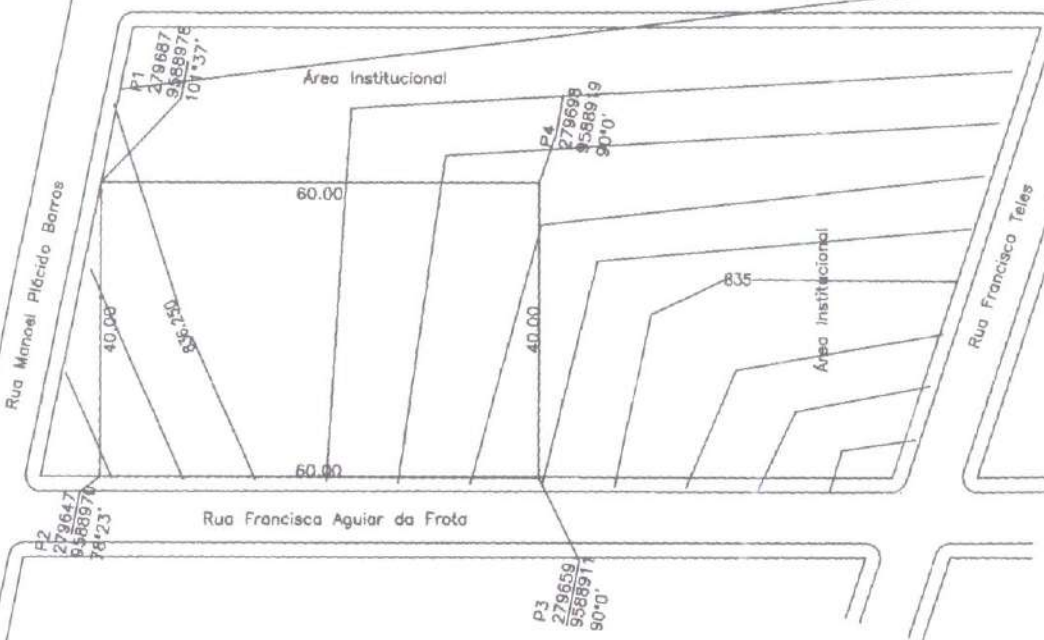 P1
279687
9588978
101°37'
Área Institucional
P4
279698
9588919
90°0'
60.00
Rua Manoel Plácido Barros
40.00
836.250
40.00
835
Área Institucional
Rua Francisca Teles
60.00
P2
279647
9588970
78°23'
Rua Francisca Aguiar da Frota
P3
279659
9588911
90°0'